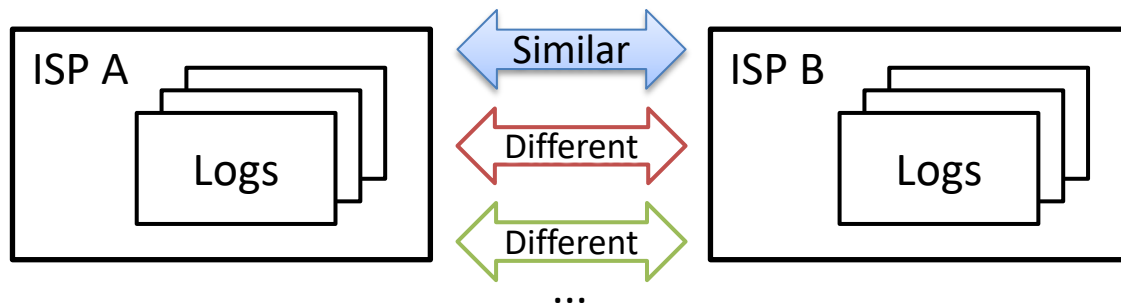 ISP A
Logs
Similar
Different
Different
...
ISP B
Logs